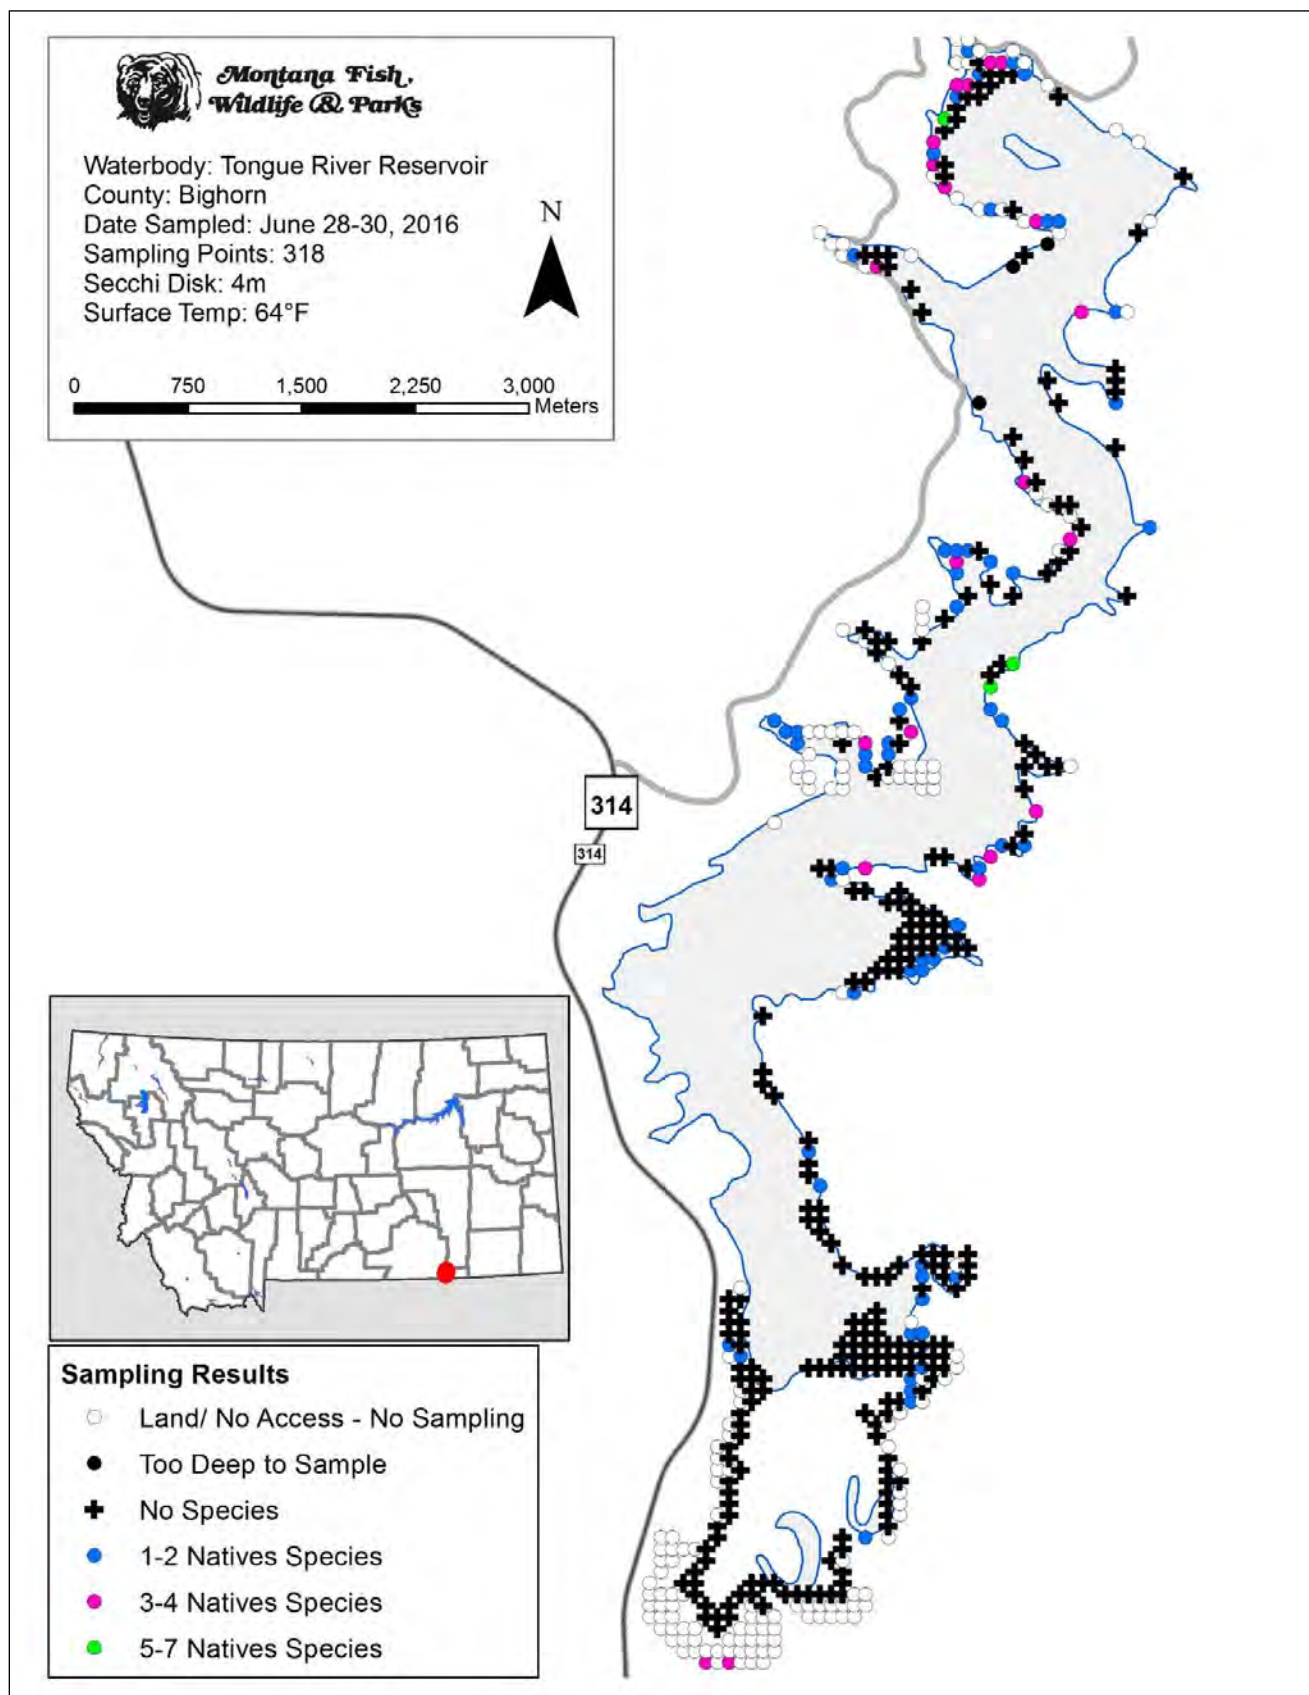 Montana Fish,
Wildlife & Parks
Waterbody: Tongue River Reservoir
County: Bighorn
Date Sampled: June 28-30, 2016
Sampling Points: 318
Secchi Disk: 4m
Surface Temp: 64°F
N
0 750 1,500 2,250 3,000
Meters
314
314
Sampling Results
Land/ No Access - No Sampling
Too Deep to Sample
No Species
1-2 Natives Species
3-4 Natives Species
5-7 Natives Species